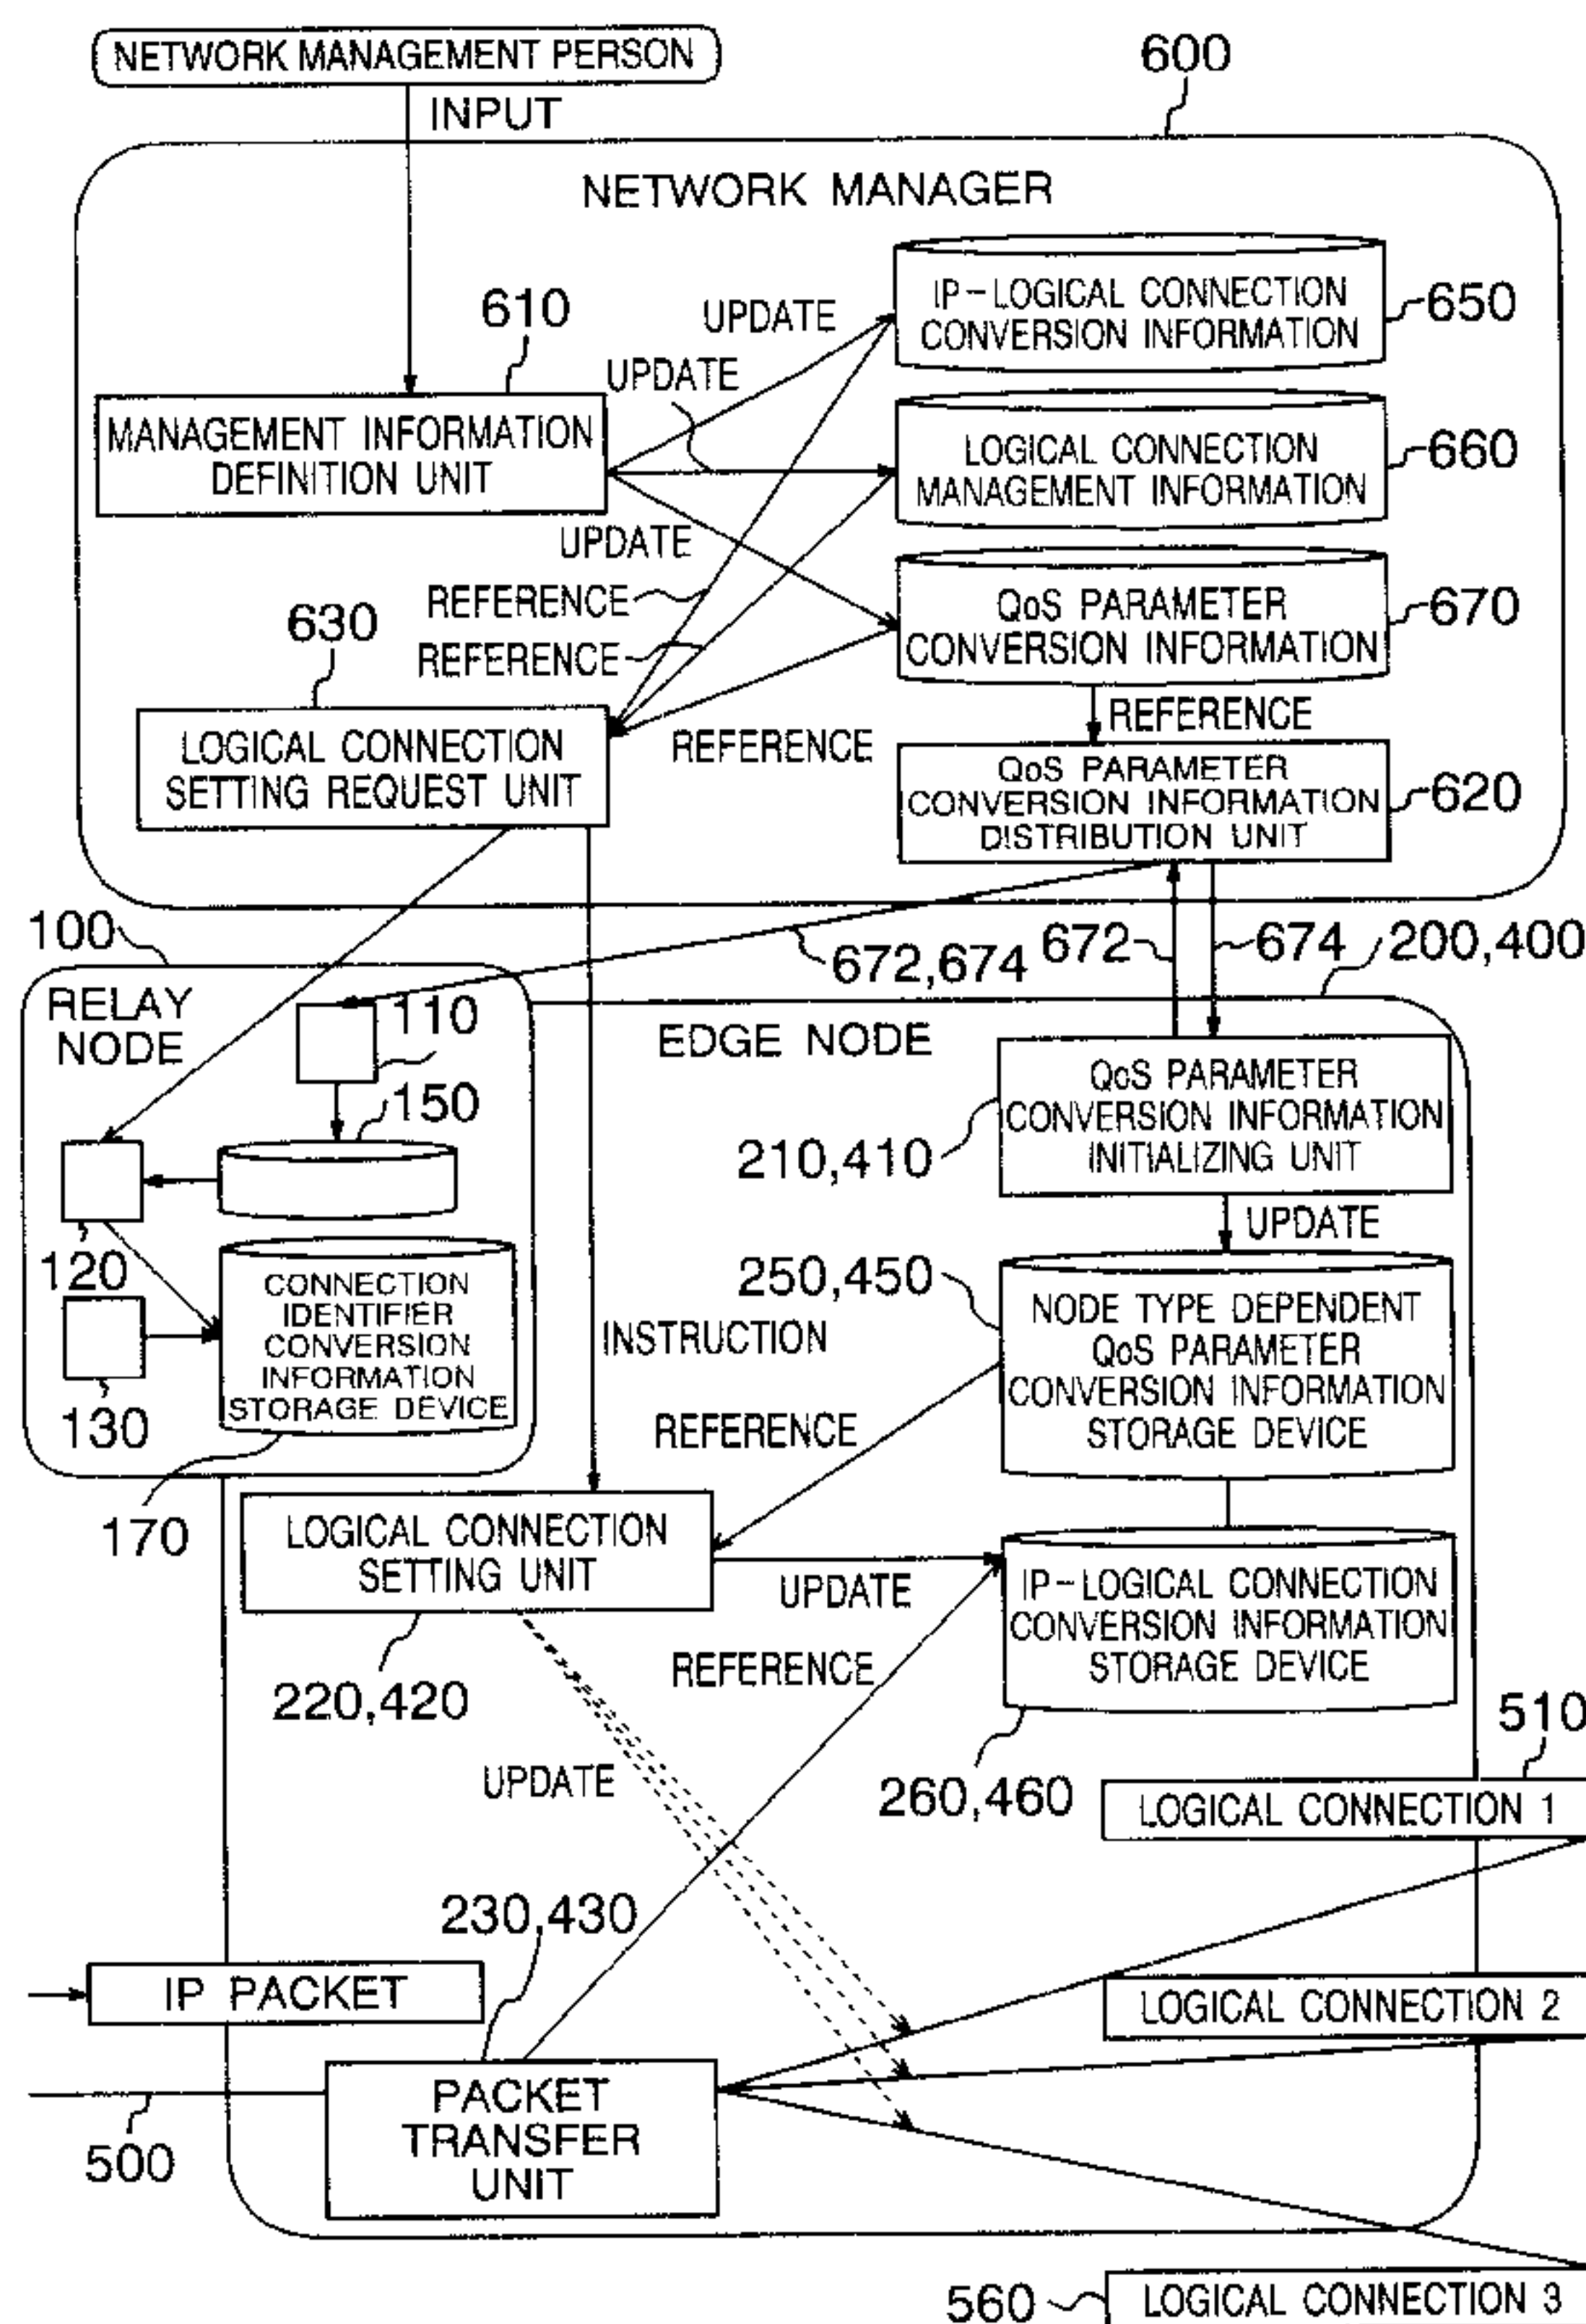 NETWORK MANAGEMENT PERSON
INPUT
600
NETWORK MANAGER
610
UPDATE
IP-LOGICAL CONNECTION
CONVERSION INFORMATION
650
UPDATE
MANAGEMENT INFORMATION
DEFINITION UNIT
LOGICAL CONNECTION
MANAGEMENT INFORMATION
660
UPDATE
REFERENCE
REFERENCE
QoS PARAMETER
CONVERSION INFORMATION
670
630
REFERENCE
LOGICAL CONNECTION
SETTING REQUEST UNIT
REFERENCE
QoS PARAMETER
CONVERSION INFORMATION
DISTRIBUTION UNIT
620
100
672,674
672
674
200,400
RELAY
NODE
110
EDGE NODE
150
QoS PARAMETER
CONVERSION INFORMATION
INITIALIZING UNIT
210,410
UPDATE
120
CONNECTION
IDENTIFIER
CONVERSION
INFORMATION
STORAGE DEVICE
130
170
250,450
INSTRUCTION
NODE TYPE DEPENDENT
QoS PARAMETER
CONVERSION INFORMATION
STORAGE DEVICE
REFERENCE
LOGICAL CONNECTION
SETTING UNIT
UPDATE
IP-LOGICAL CONNECTION
CONVERSION INFORMATION
STORAGE DEVICE
REFERENCE
220,420
510
UPDATE
260,460
LOGICAL CONNECTION 1
230,430
IP PACKET
LOGICAL CONNECTION 2
PACKET
TRANSFER
UNIT
500
560
LOGICAL CONNECTION 3